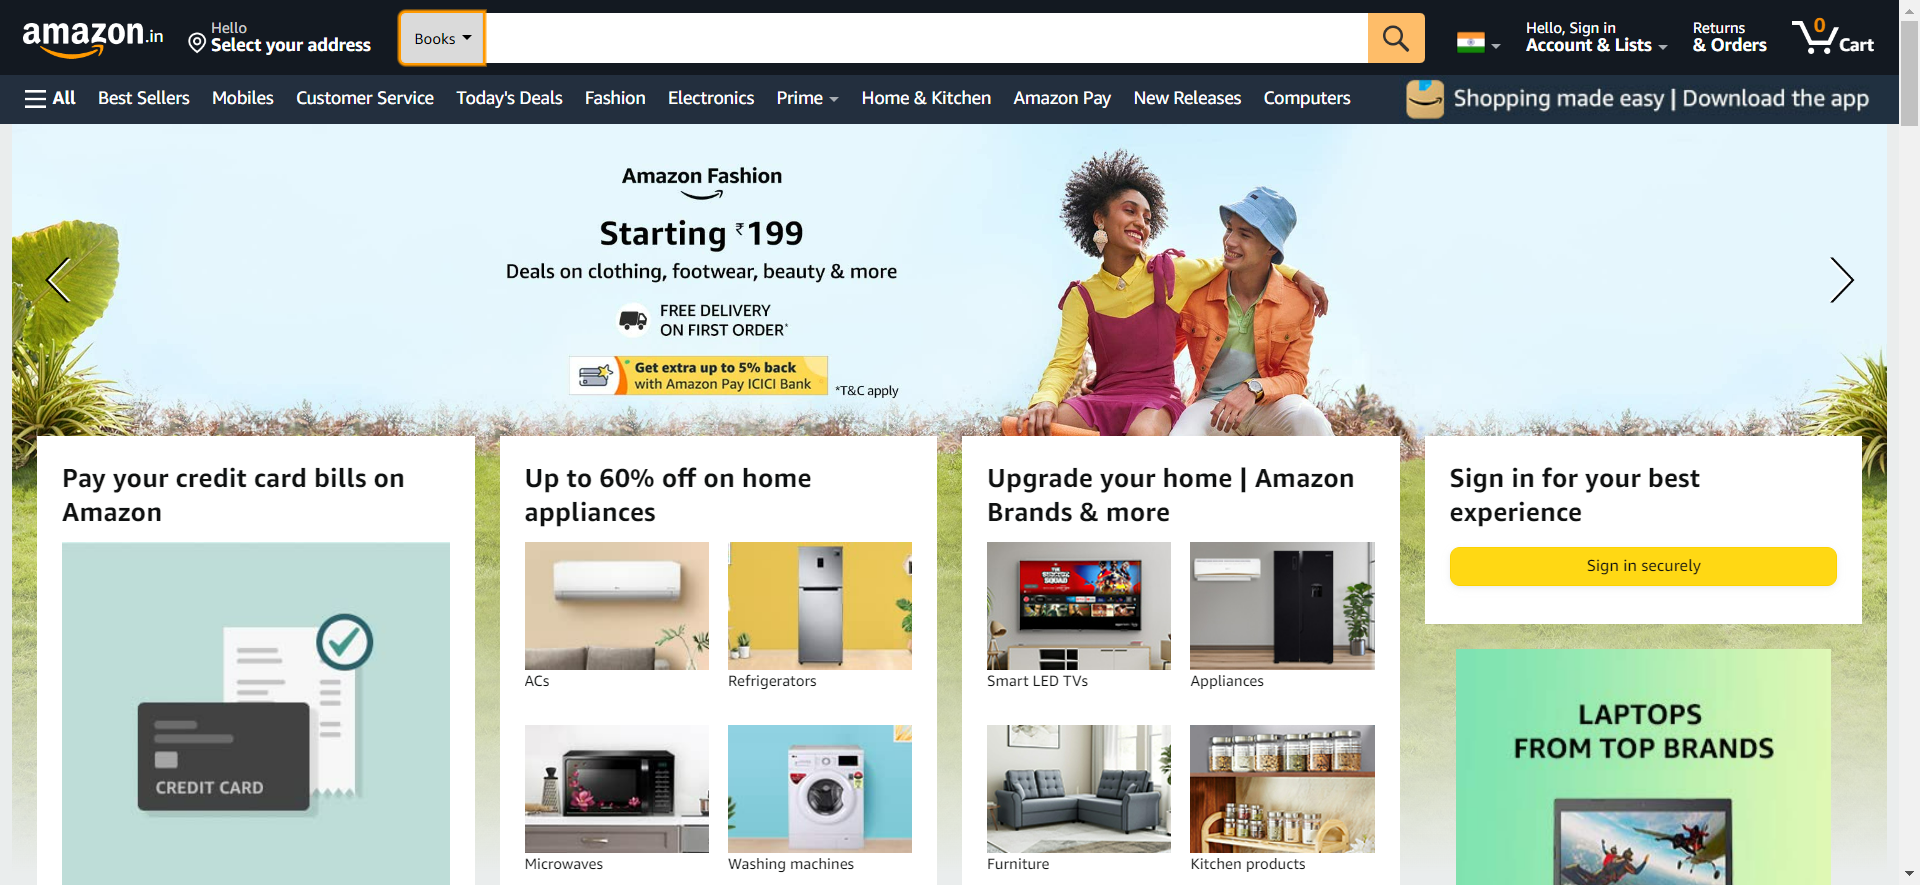 amazon.in
Hello
Select your address
Books
Hello, Sign in
Account & Lists
Returns
& Orders
0
Cart
All
Best Sellers
Mobiles
Customer Service
Today's Deals
Fashion
Electronics
Prime
Home & Kitchen
Amazon Pay
New Releases
Computers
Shopping made easy | Download the app
Amazon Fashion
Starting ₹199
Deals on clothing, footwear, beauty & more
FREE DELIVERY
ON FIRST ORDER*
Get extra up to 5% back
with Amazon Pay ICICI Bank
*T&C apply
Pay your credit card bills on
Amazon
CREDIT CARD
Up to 60% off on home
appliances
ACs
Refrigerators
Microwaves
Washing machines
Upgrade your home | Amazon
Brands & more
Smart LED TVs
Appliances
Furniture
Kitchen products
Sign in for your best
experience
Sign in securely
LAPTOPS
FROM TOP BRANDS